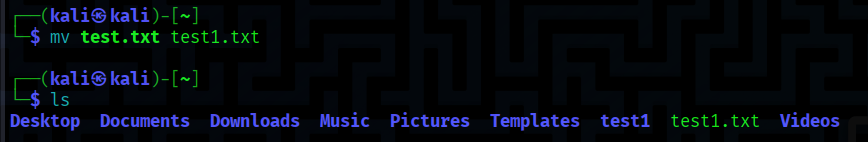 ┌──(kali㉿kali)-[~]
└─$ mv test.txt test1.txt
┌──(kali㉿kali)-[~]
└─$ ls
Desktop  Documents  Downloads  Music  Pictures  Templates  test1  test1.txt  Videos